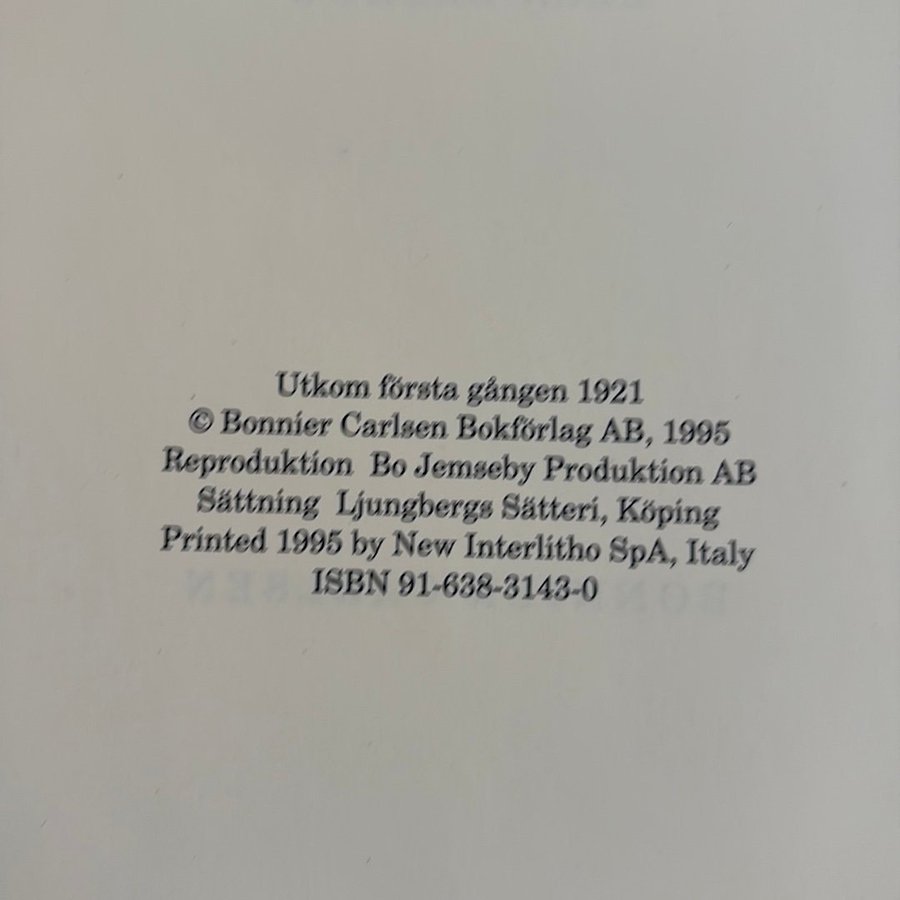 Utkom första gången 1921
© Bonnier Carlsen Bokförlag AB, 1995
Reproduktion Bo Jemseby Produktion AB
Sättning Ljungbergs Sätteri, Köping
Printed 1995 by New Interlitho SpA, Italy
ISBN 91-638-3143-0